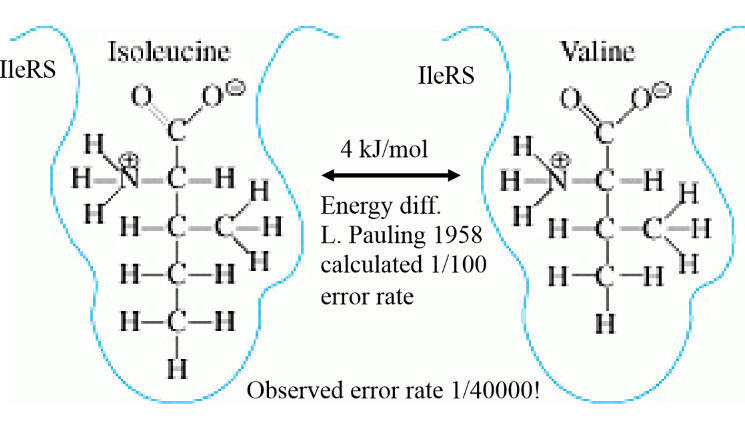 Isoleucine
Valine
IleRS
IleRS
O O ⊖
O O ⊖
C
C
H ⊕
H ⊕
H–N–C–H
H–N–C–H
H H
H H
H–C–C–H
H–C–C–H
H
H
H–C–H
H–C–H
H–C–H
H
H
4 kJ/mol
Energy diff.
L. Pauling 1958
calculated 1/100
error rate
Observed error rate 1/40000!